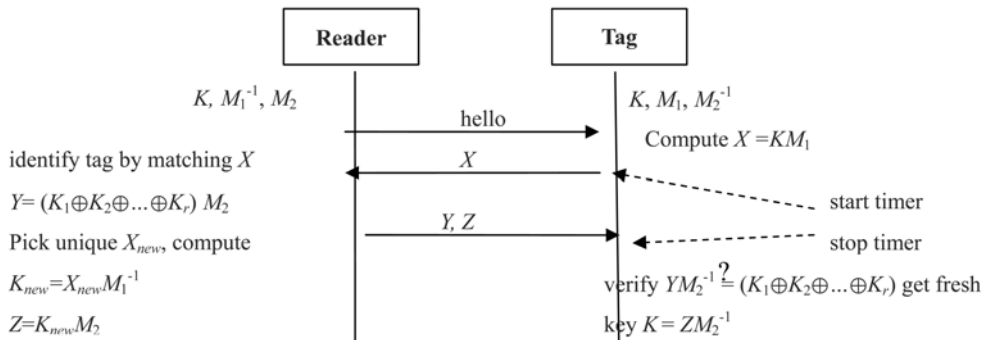 Reader
Tag
K, M₁⁻¹, M₂
K, M₁, M₂⁻¹
hello
Compute X =KM₁
identify tag by matching X
X
Y= (K₁⊕K₂⊕...⊕Kᵣ) M₂
start timer
Pick unique Xₙₑw, compute
Y, Z
stop timer
Kₙₑw=XₙₑwM₁⁻¹
verify YM₂⁻¹ ≟ (K₁⊕K₂⊕...⊕Kᵣ) get fresh
Z=KₙₑwM₂
key K = ZM₂⁻¹